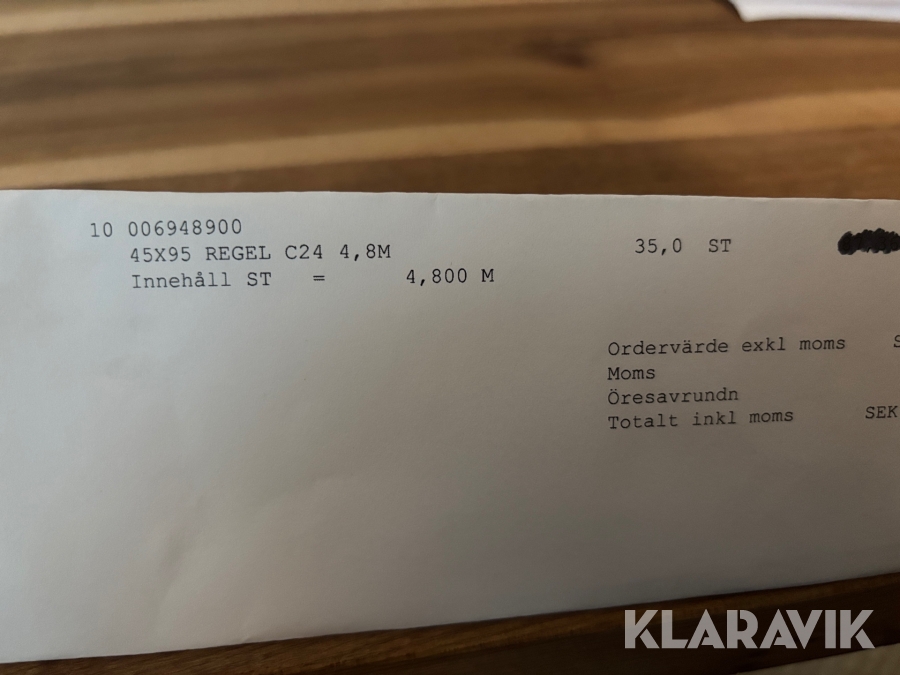 10 006948900
45X95 REGEL C24 4,8M 35,0 ST
Innehåll ST = 4,800 M
Ordervärde exkl moms
Moms
Öresavrundn
Totalt inkl moms SEK
KLARAVIK